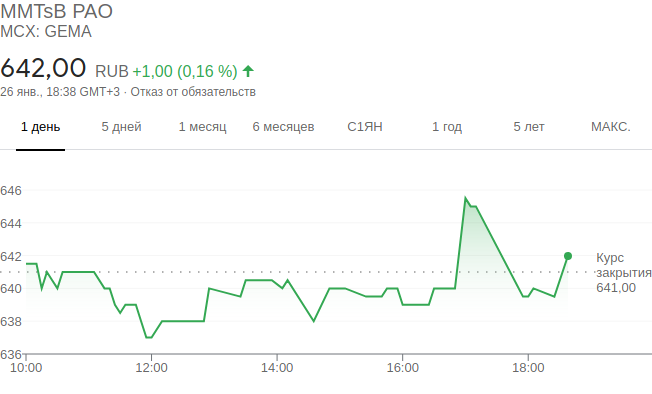 MMTsB PAO
MCX: GEMA
642,00 RUB +1,00 (0,16 %)
26 янв., 18:38 GMT+3 · Отказ от обязательств
1 день 5 дней 1 месяц 6 месяцев С1ЯН 1 год 5 лет МАКС.
646
644
642
640
638
636
Курс
закрытия
641,00
10:00 12:00 14:00 16:00 18:00